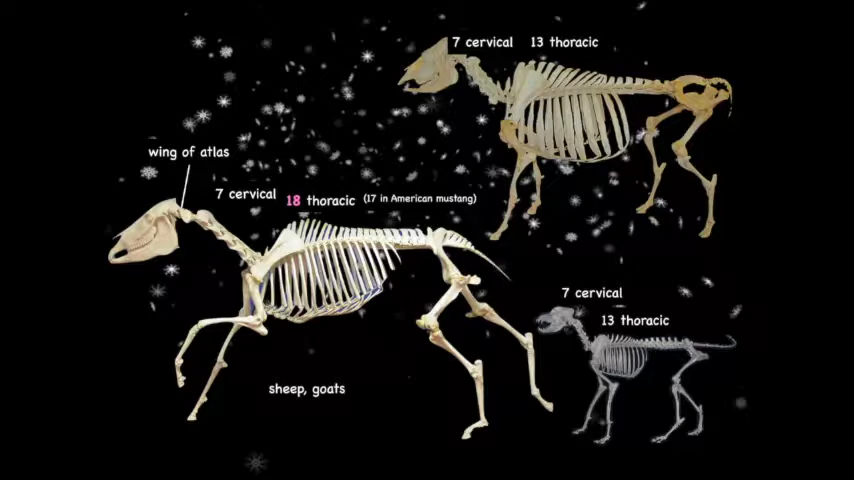 7 cervical 13 thoracic
wing of atlas
7 cervical 18 thoracic (17 in American mustang)
7 cervical
13 thoracic
sheep, goats